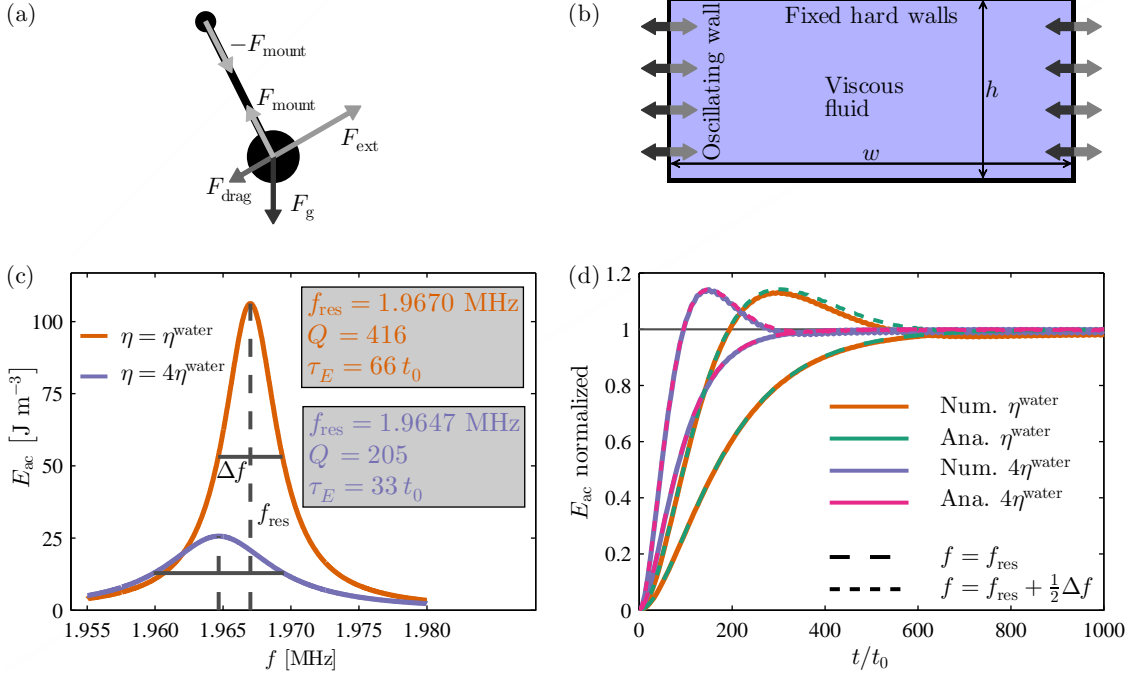 (a)
−F_mount
F_mount
F_ext
F_drag
F_g
(b)
Fixed hard walls
Oscillating wall
Viscous
fluid
h
w
(c)
η = η^water
η = 4η^water
f_res = 1.9670 MHz
Q = 416
τ_E = 66 t_0
f_res = 1.9647 MHz
Q = 205
τ_E = 33 t_0
Δf
f_res
E_ac [J m^−3]
100
75
50
25
0
1.955
1.960
1.965
1.970
1.975
1.980
f [MHz]
(d)
E_ac normalized
1.2
1
0.8
0.6
0.4
0.2
0
Num. η^water
Ana. η^water
Num. 4η^water
Ana. 4η^water
f = f_res
f = f_res + ½Δf
0
200
400
600
800
1000
t/t_0